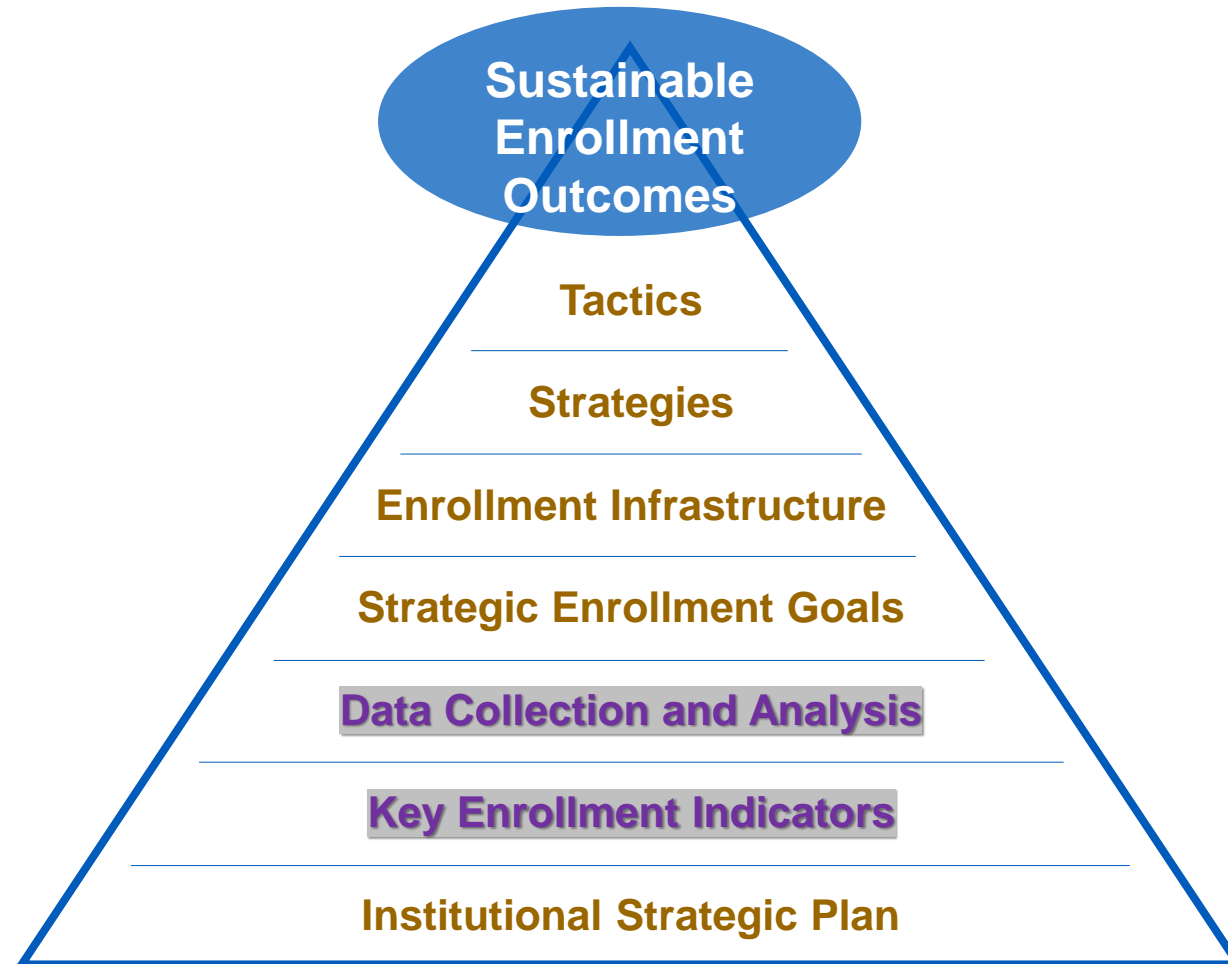 Sustainable
Enrollment
Outcomes
Tactics
Strategies
Enrollment Infrastructure
Strategic Enrollment Goals
Data Collection and Analysis
Key Enrollment Indicators
Institutional Strategic Plan